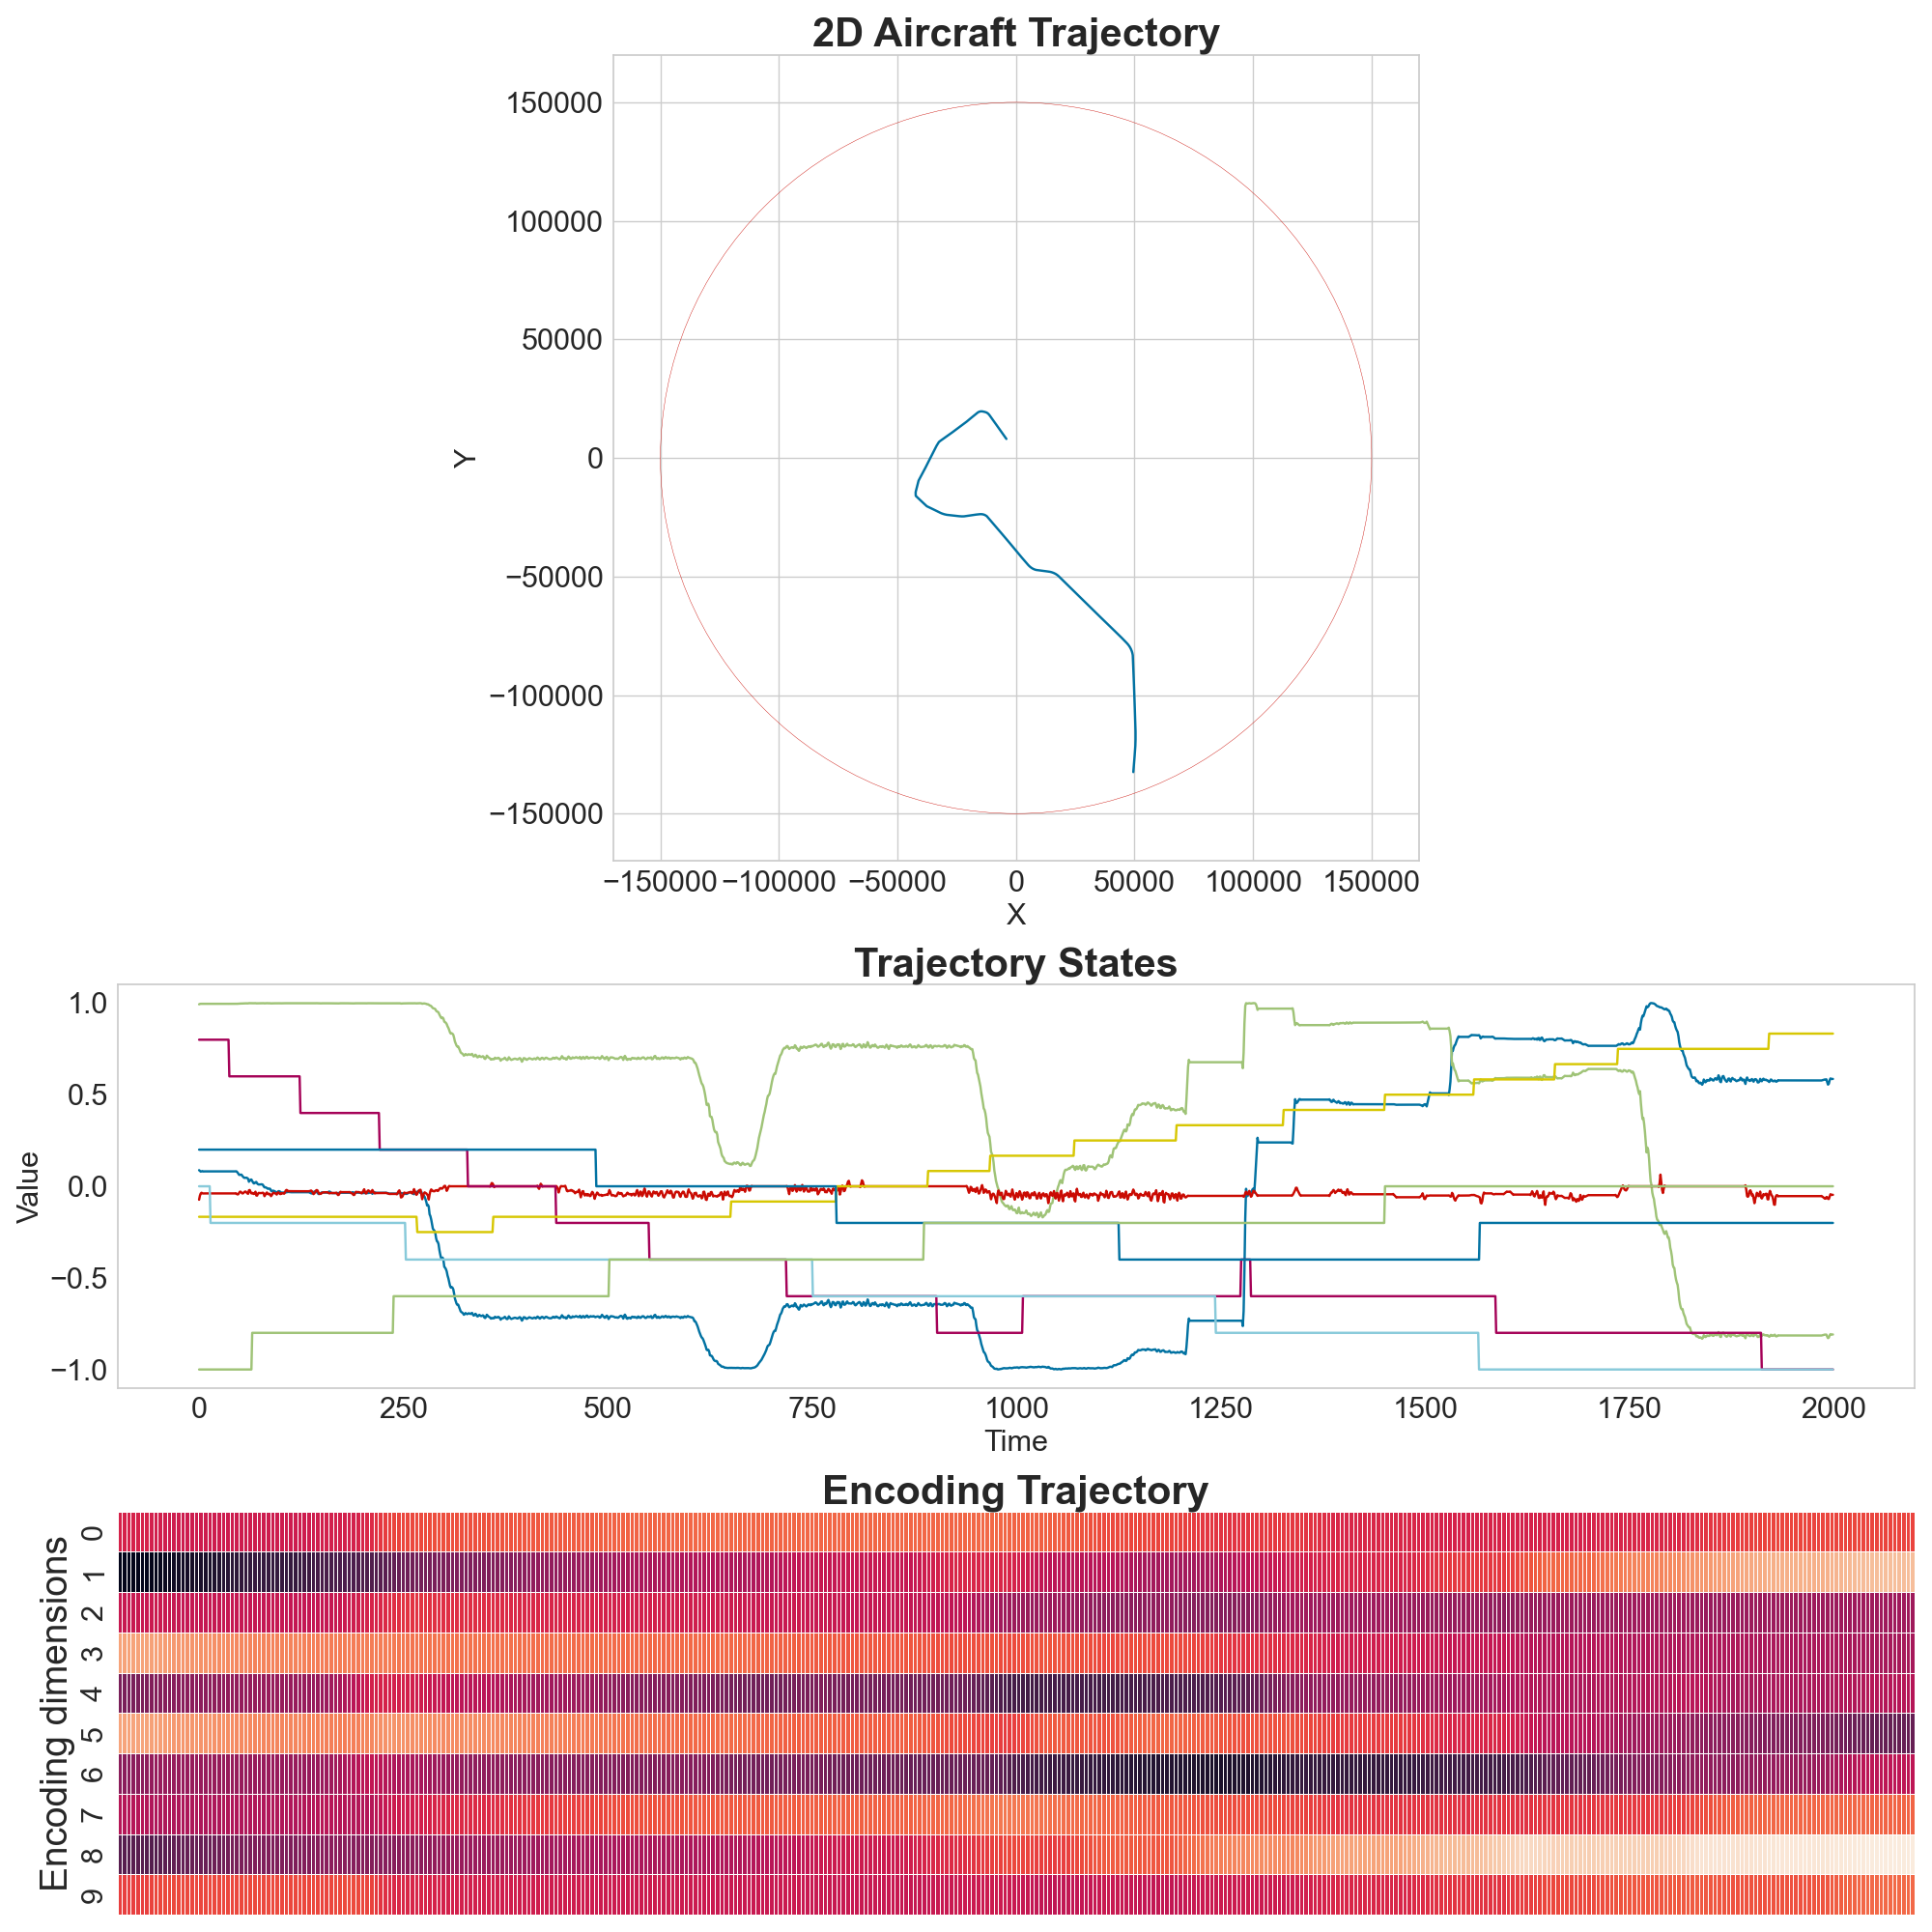 2D Aircraft Trajectory
150000
100000
50000
0
−50000
−100000
−150000
Y
−150000 −100000 −50000 0 50000 100000 150000
X
Trajectory States
1.0
0.5
0.0
−0.5
−1.0
Value
0 250 500 750 1000 1250 1500 1750 2000
Time
Encoding Trajectory
0
1
2
3
4
5
6
7
8
9
Encoding dimensions